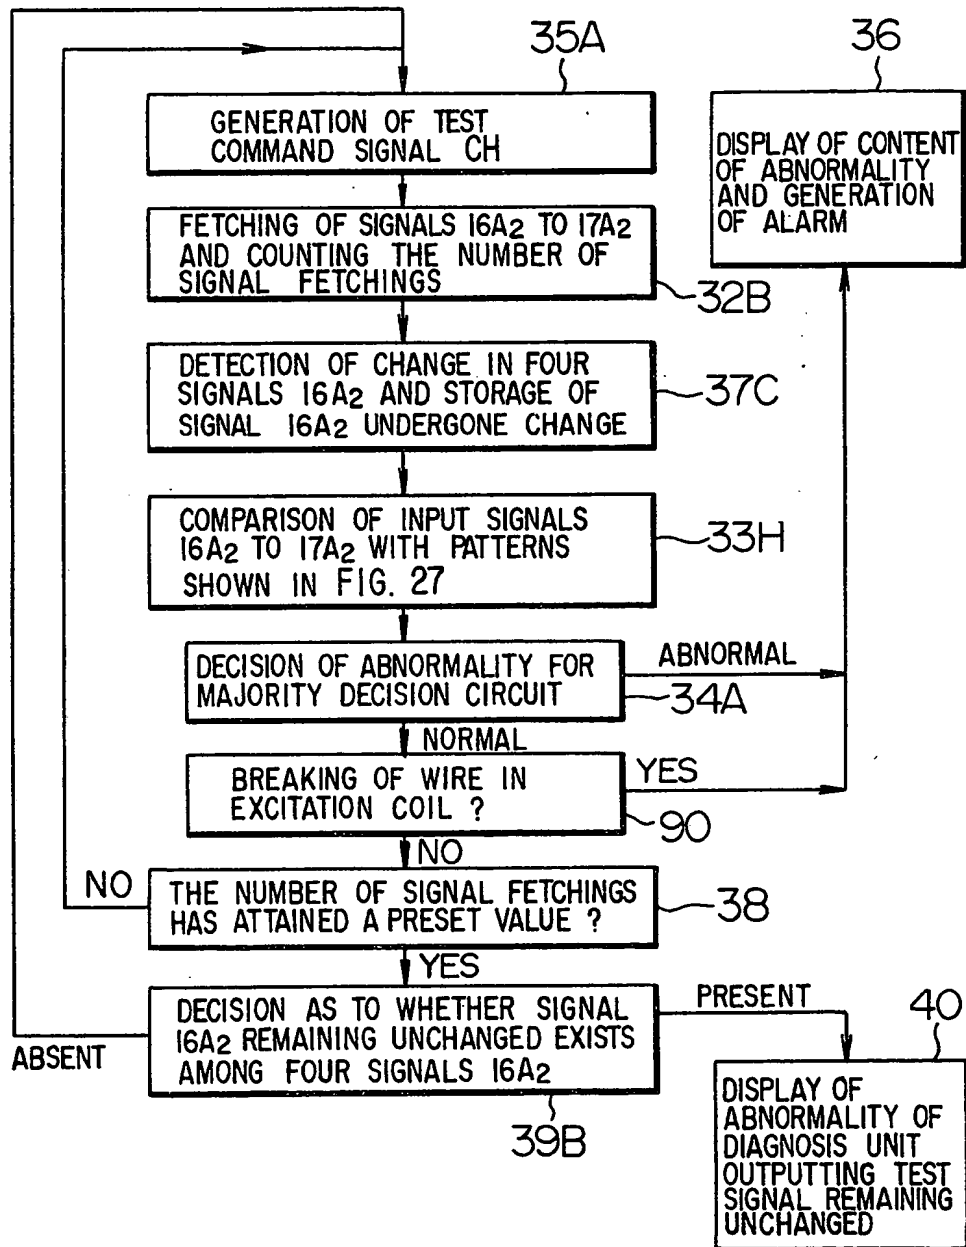 35A
GENERATION OF TEST
COMMAND SIGNAL CH
36
DISPLAY OF CONTENT
OF ABNORMALITY
AND GENERATION
OF ALARM
FETCHING OF SIGNALS 16A2 TO 17A2
AND COUNTING THE NUMBER OF
SIGNAL FETCHINGS
32B
DETECTION OF CHANGE IN FOUR
SIGNALS 16A2 AND STORAGE OF
SIGNAL 16A2 UNDERGONE CHANGE
37C
COMPARISON OF INPUT SIGNALS
16A2 TO 17A2 WITH PATTERNS
SHOWN IN FIG. 27
33H
DECISION OF ABNORMALITY FOR
MAJORITY DECISION CIRCUIT
ABNORMAL
34A
NORMAL
BREAKING OF WIRE IN
EXCITATION COIL ?
YES
90
NO
NO
THE NUMBER OF SIGNAL FETCHINGS
HAS ATTAINED A PRESET VALUE ?
38
YES
DECISION AS TO WHETHER SIGNAL
16A2 REMAINING UNCHANGED EXISTS
AMONG FOUR SIGNALS 16A2
PRESENT
ABSENT
39B
40
DISPLAY OF
ABNORMALITY OF
DIAGNOSIS UNIT
OUTPUTTING TEST
SIGNAL REMAINING
UNCHANGED